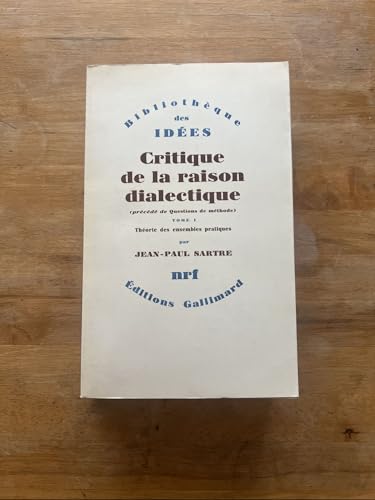 Bibliothèque
des
IDÉES
Critique
de la raison
dialectique
(précédé de Questions de méthode)
TOME I
Théorie des ensembles pratiques
par
JEAN-PAUL SARTRE
nrf
Éditions Gallimard